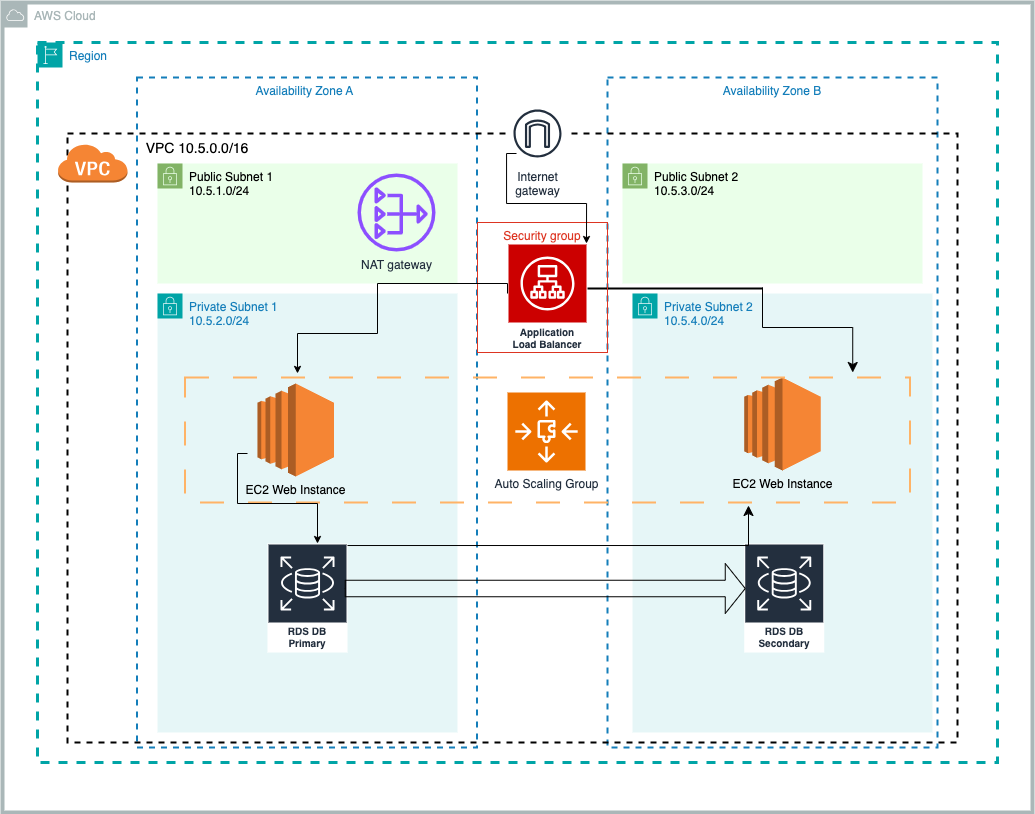 AWS Cloud
Region
Availability Zone A
Availability Zone B
VPC
VPC 10.5.0.0/16
Public Subnet 1
10.5.1.0/24
Internet
gateway
Public Subnet 2
10.5.3.0/24
NAT gateway
Security group
Application
Load Balancer
Private Subnet 1
10.5.2.0/24
Private Subnet 2
10.5.4.0/24
EC2 Web Instance
Auto Scaling Group
EC2 Web Instance
RDS DB
Primary
RDS DB
Secondary